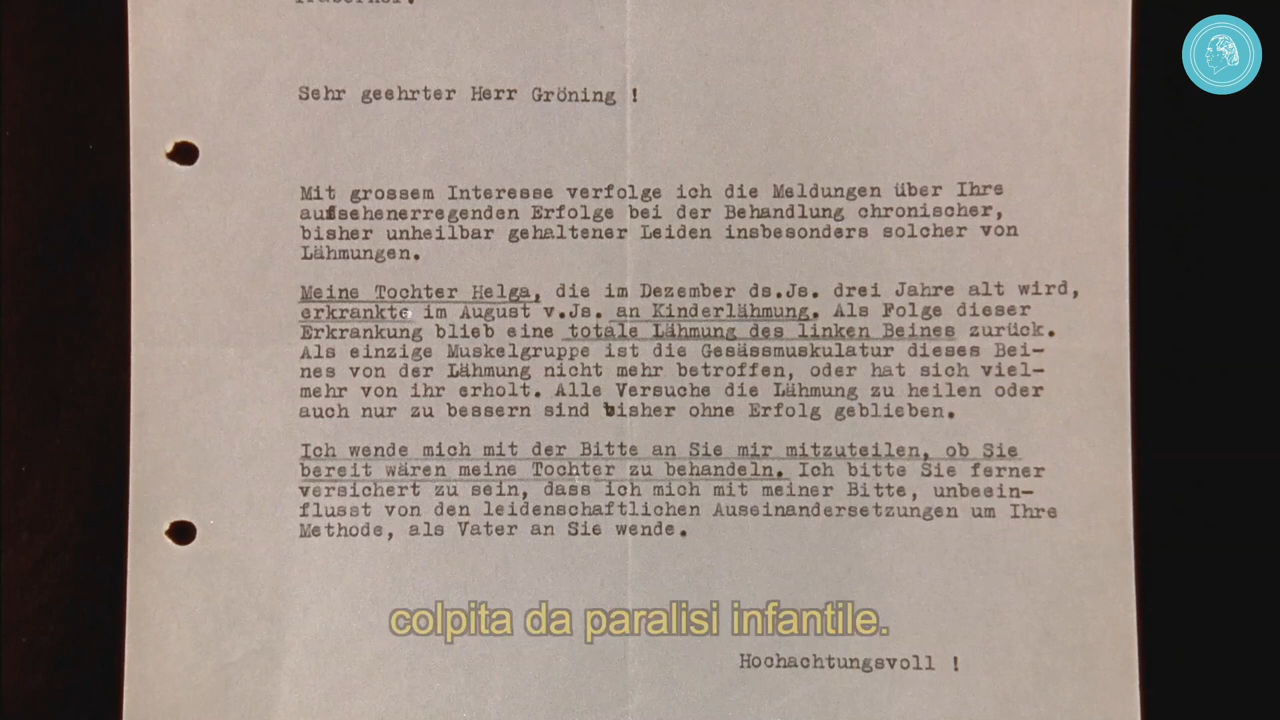 Sehr geehrter Herr Gröning !
Mit grossem Interesse verfolge ich die Meldungen über Ihre
aufsehenerregenden Erfolge bei der Behandlung chronischer,
bisher unheilbar gehaltener Leiden insbesonders solcher von
Lähmungen.
Meine Tochter Helga, die im Dezember ds.Js. drei Jahre alt wird,
erkrankte im August v.Js. an Kinderlähmung. Als Folge dieser
Erkrankung blieb eine totale Lähmung des linken Beines zurück.
Als einzige Muskelgruppe ist die Gesässmuskulatur dieses Bei-
nes von der Lähmung nicht mehr betroffen, oder hat sich viel-
mehr von ihr erholt. Alle Versuche die Lähmung zu heilen oder
auch nur zu bessern sind bisher ohne Erfolg geblieben.
Ich wende mich mit der Bitte an Sie mir mitzuteilen, ob Sie
bereit wären meine Tochter zu behandeln. Ich bitte Sie ferner
versichert zu sein, dass ich mich mit meiner Bitte, unbeein-
flusst von den leidenschaftlichen Auseinandersetzungen um Ihre
Methode, als Vater an Sie wende.
colpita da paralisi infantile.
Hochachtungsvoll !